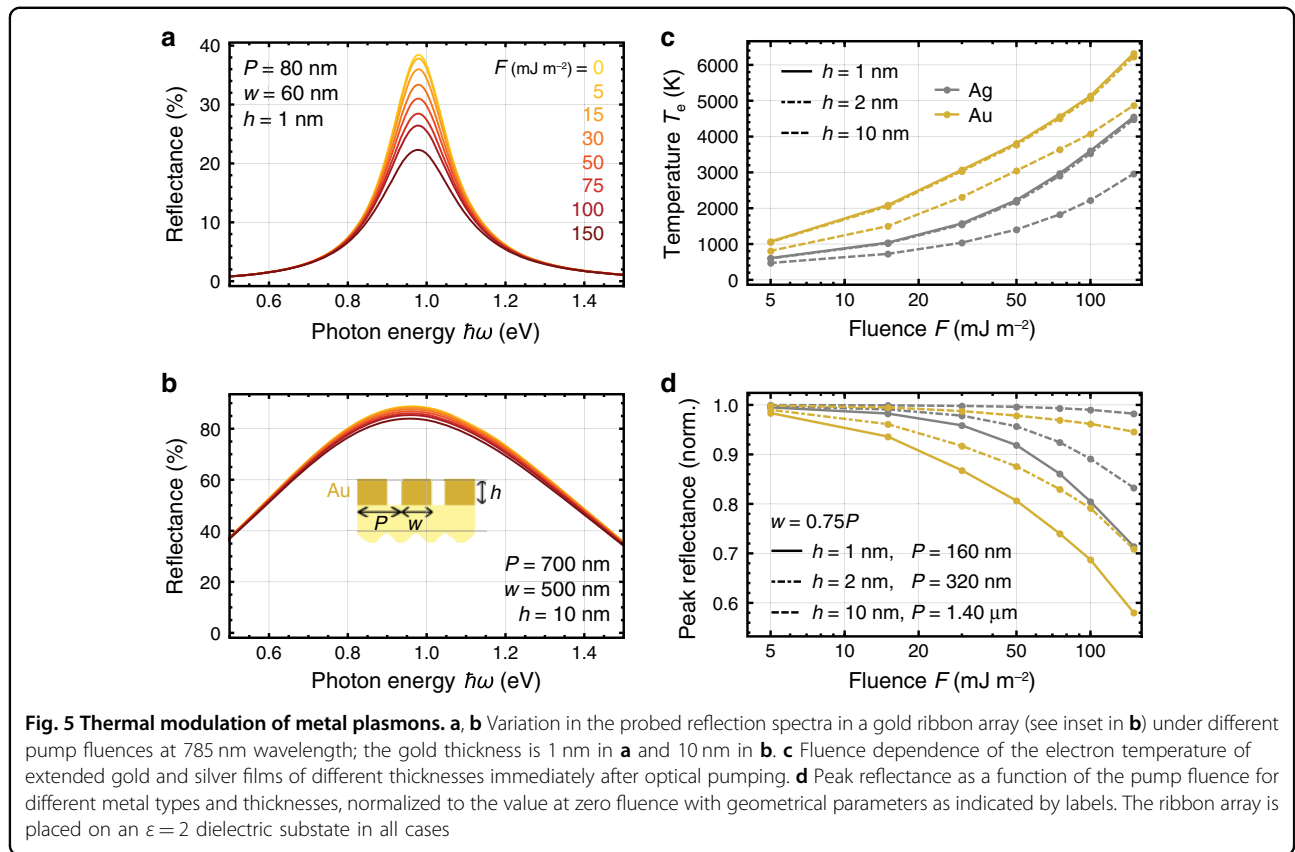 a
40
30
20
10
0
Reflectance (%)
P = 80 nm
w = 60 nm
h = 1 nm
F (mJ m⁻²) = 0
5
15
30
50
75
100
150
0.6 0.8 1.0 1.2 1.4
Photon energy ℏω (eV)
c
6000
5000
4000
3000
2000
1000
0
Temperature Tₑ (K)
h = 1 nm
h = 2 nm
h = 10 nm
Ag
Au
5 10 20 50 100
Fluence F (mJ m⁻²)
b
80
60
40
20
0
Reflectance (%)
Au
h
P w
P = 700 nm
w = 500 nm
h = 10 nm
0.6 0.8 1.0 1.2 1.4
Photon energy ℏω (eV)
d
1.0
0.9
0.8
0.7
0.6
Peak reflectance (norm.)
w = 0.75P
h = 1 nm, P = 160 nm
h = 2 nm, P = 320 nm
h = 10 nm, P = 1.40 μm
5 10 20 50 100
Fluence F (mJ m⁻²)
Fig. 5 Thermal modulation of metal plasmons. a, b Variation in the probed reflection spectra in a gold ribbon array (see inset in b) under different
pump fluences at 785 nm wavelength; the gold thickness is 1 nm in a and 10 nm in b. c Fluence dependence of the electron temperature of
extended gold and silver films of different thicknesses immediately after optical pumping. d Peak reflectance as a function of the pump fluence for
different metal types and thicknesses, normalized to the value at zero fluence with geometrical parameters as indicated by labels. The ribbon array is
placed on an ε = 2 dielectric substate in all cases